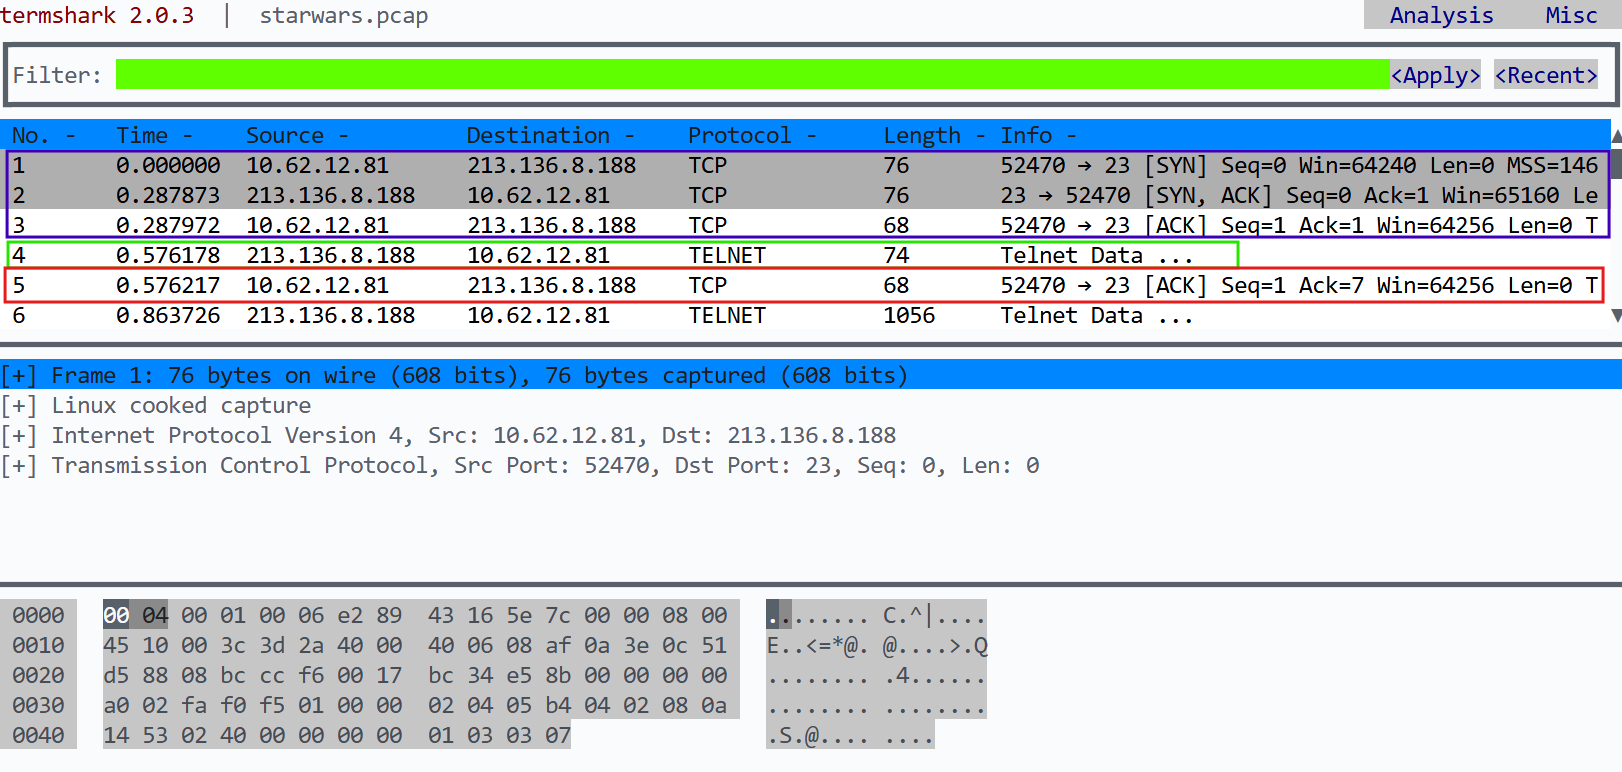 termshark 2.0.3 | starwars.pcap Analysis Misc
Filter: <Apply> <Recent>
No. - Time - Source - Destination - Protocol - Length - Info -
1 0.000000 10.62.12.81 213.136.8.188 TCP 76 52470 → 23 [SYN] Seq=0 Win=64240 Len=0 MSS=146
2 0.287873 213.136.8.188 10.62.12.81 TCP 76 23 → 52470 [SYN, ACK] Seq=0 Ack=1 Win=65160 Le
3 0.287972 10.62.12.81 213.136.8.188 TCP 68 52470 → 23 [ACK] Seq=1 Ack=1 Win=64256 Len=0 T
4 0.576178 213.136.8.188 10.62.12.81 TELNET 74 Telnet Data ...
5 0.576217 10.62.12.81 213.136.8.188 TCP 68 52470 → 23 [ACK] Seq=1 Ack=7 Win=64256 Len=0 T
6 0.863726 213.136.8.188 10.62.12.81 TELNET 1056 Telnet Data ...
[+] Frame 1: 76 bytes on wire (608 bits), 76 bytes captured (608 bits)
[+] Linux cooked capture
[+] Internet Protocol Version 4, Src: 10.62.12.81, Dst: 213.136.8.188
[+] Transmission Control Protocol, Src Port: 52470, Dst Port: 23, Seq: 0, Len: 0
0000 00 04 00 01 00 06 e2 89 43 16 5e 7c 00 00 08 00 ........ C.^|....
0010 45 10 00 3c 3d 2a 40 00 40 06 08 af 0a 3e 0c 51 E..<=*@. @....>.Q
0020 d5 88 08 bc cc f6 00 17 bc 34 e5 8b 00 00 00 00 ........ .4......
0030 a0 02 fa f0 f5 01 00 00 02 04 05 b4 04 02 08 0a ........ ........
0040 14 53 02 40 00 00 00 00 01 03 03 07 .S.@.... ....